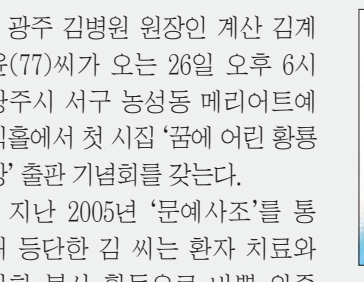 광주 김병원 원장인 계산 김계
윤(77)씨가 오는 26일 오후 6시
광주시 서구 농성동 메리어트예
식홀에서 첫 시집 ‘꿈에 어린 황룡
강’ 출판 기념회를 갖는다.
지난 2005년 ‘문예사조’를 통
해 등단한 김 씨는 환자 치료와
봉사 활동으로 바쁜 와중